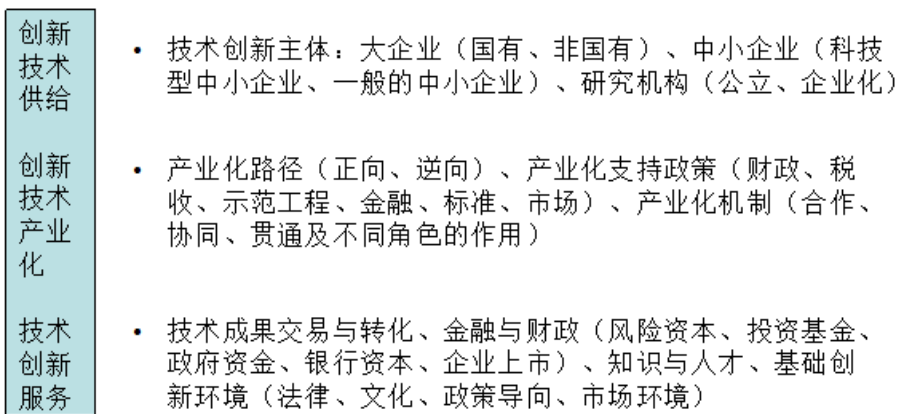 创新
技术
供给
• 技术创新主体：大企业（国有、非国有）、中小企业（科技
型中小企业、一般的中小企业）、研究机构（公立、企业化）
创新
技术
产业
化
• 产业化路径（正向、逆向）、产业化支持政策（财政、税
收、示范工程、金融、标准、市场）、产业化机制（合作、
协同、贯通及不同角色的作用）
技术
创新
服务
• 技术成果交易与转化、金融与财政（风险资本、投资基金、
政府资金、银行资本、企业上市）、知识与人才、基础创
新环境（法律、文化、政策导向、市场环境）